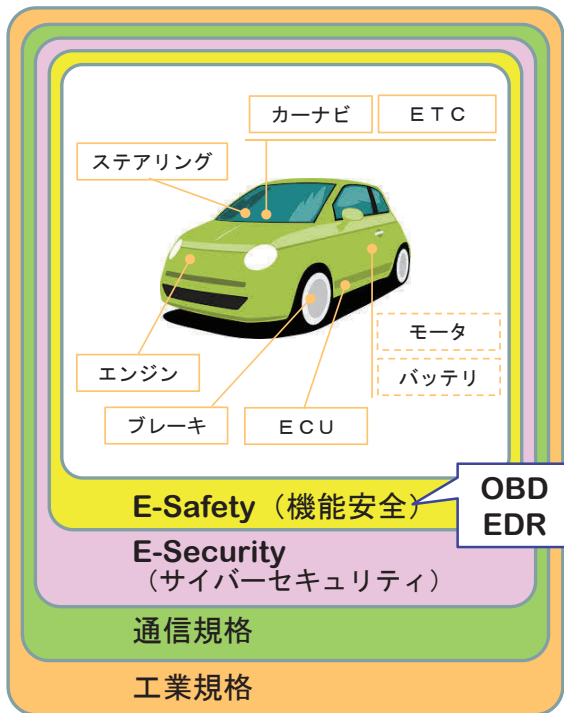 カーナビ
ＥＴＣ
ステアリング
モータ
エンジン
バッテリ
ブレーキ
ＥＣＵ
E-Safety（機能安全）
OBD
EDR
E-Security
（サイバーセキュリティ）
通信規格
工業規格